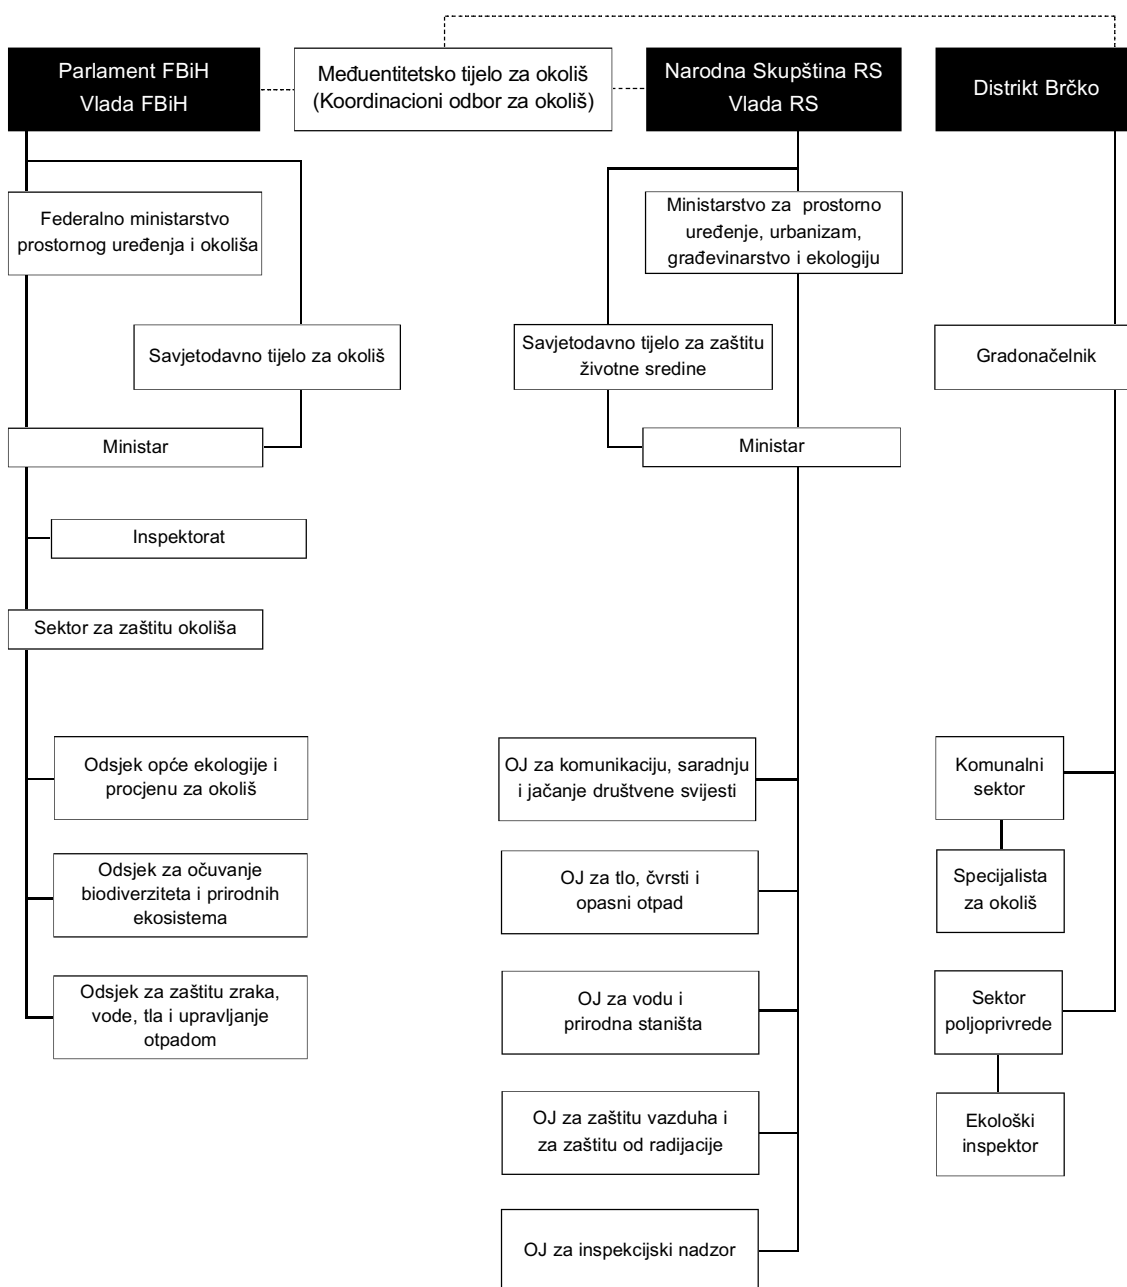 Parlament FBiH
Vlada FBiH
Međuentitetsko tijelo za okoliš
(Koordinacioni odbor za okoliš)
Narodna Skupština RS
Vlada RS
Distrikt Brčko
Federalno ministarstvo
prostornog uređenja i okoliša
Ministarstvo za prostorno
uređenje, urbanizam,
građevinarstvo i ekologiju
Savjetodavno tijelo za okoliš
Savjetodavno tijelo za zaštitu
životne sredine
Gradonačelnik
Ministar
Ministar
Inspektorat
Sektor za zaštitu okoliša
Odsjek opće ekologije i
procjenu za okoliš
OJ za komunikaciju, saradnju
i jačanje društvene svijesti
Komunalni
sektor
Odsjek za očuvanje
biodiverziteta i prirodnih
ekosistema
OJ za tlo, čvrsti i
opasni otpad
Specijalista
za okoliš
Odsjek za zaštitu zraka,
vode, tla i upravljanje
otpadom
OJ za vodu i
prirodna staništa
Sektor
poljoprivrede
OJ za zaštitu vazduha i
za zaštitu od radijacije
Ekološki
inspektor
OJ za inspekcijski nadzor